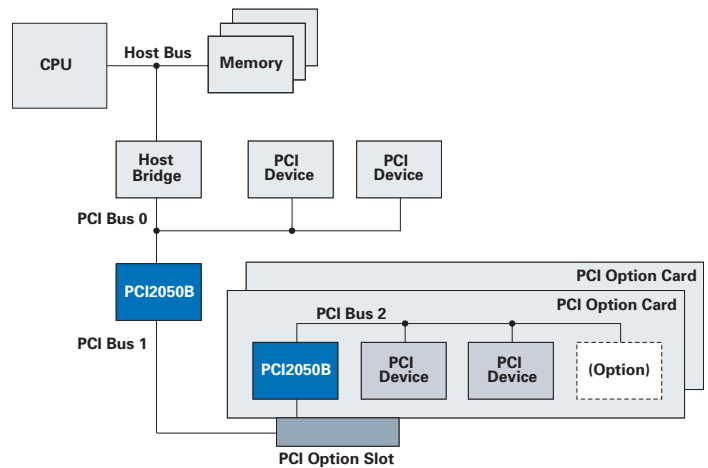 CPU
Host Bus
Memory
Host
Bridge
PCI
Device
PCI
Device
PCI Bus 0
PCI2050B
PCI Bus 1
PCI Option Card
PCI Option Card
PCI Bus 2
PCI2050B
PCI
Device
PCI
Device
(Option)
PCI Option Slot